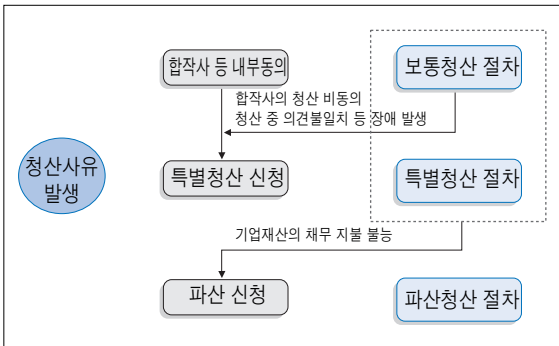 합작사 등 내부동의
보통청산 절차
합작사의 청산 비동의
청산 중 의견불일치 등 장애 발생
청산사유
발생
특별청산 신청
특별청산 절차
기업재산의 채무 지불 불능
파산 신청
파산청산 절차